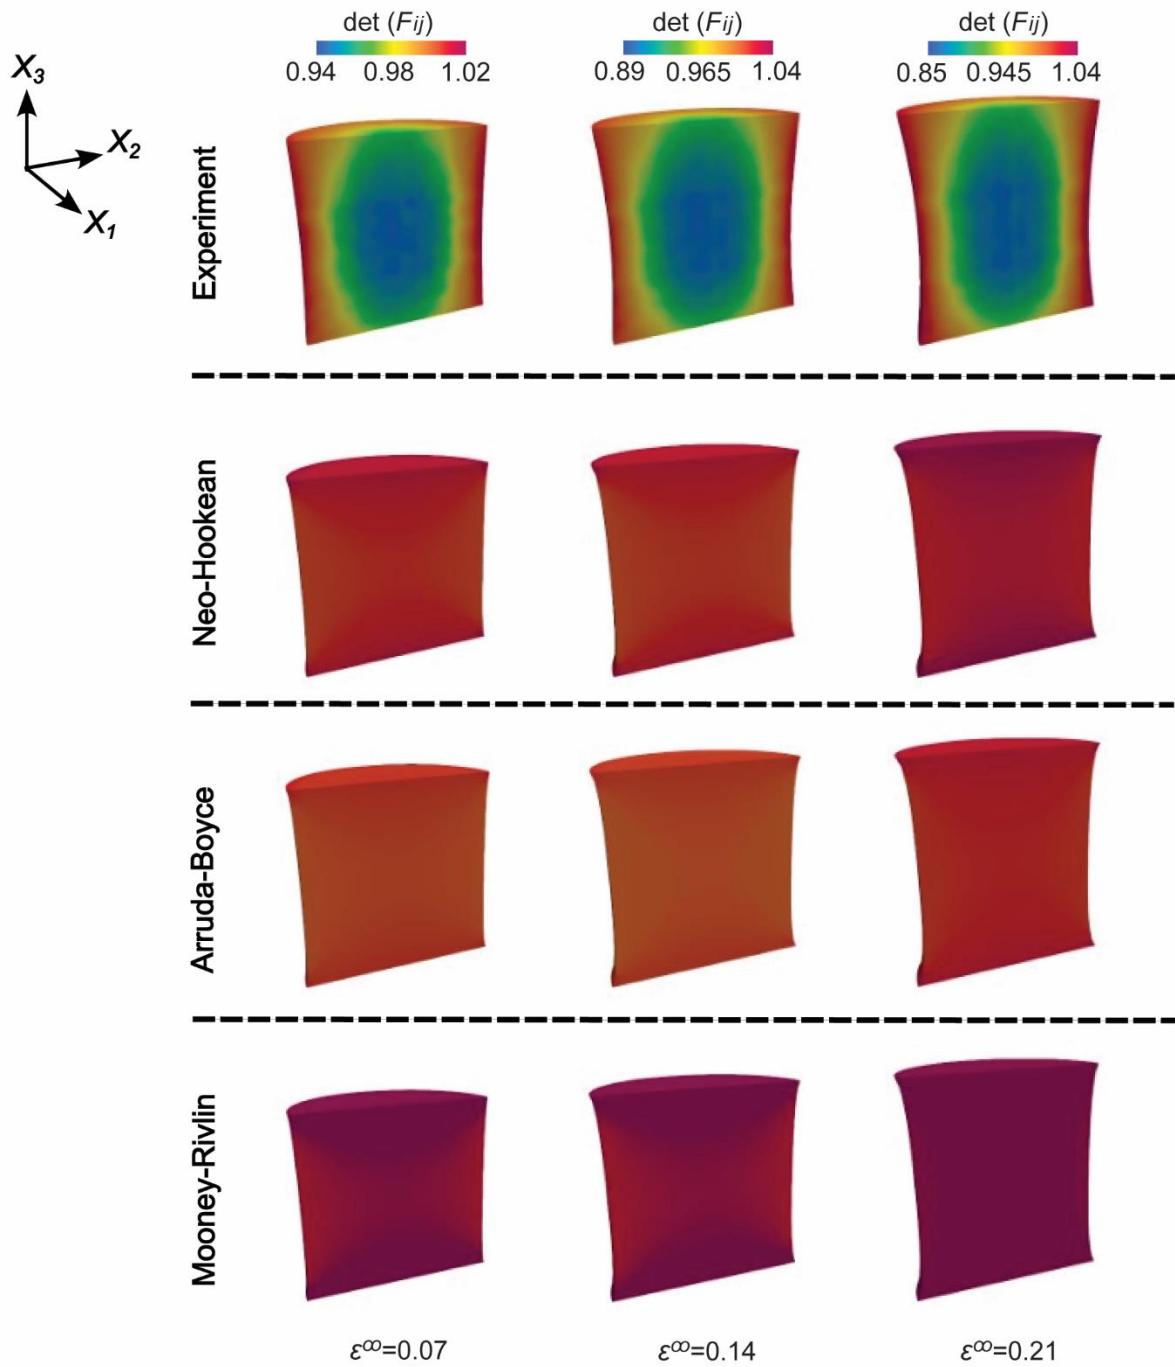 det (Fij) det (Fij) det (Fij)
0.94 0.98 1.02 0.89 0.965 1.04 0.85 0.945 1.04
X3
X2
X1
Experiment
Neo-Hookean
Arruda-Boyce
Mooney-Rivlin
ε∞=0.07 ε∞=0.14 ε∞=0.21